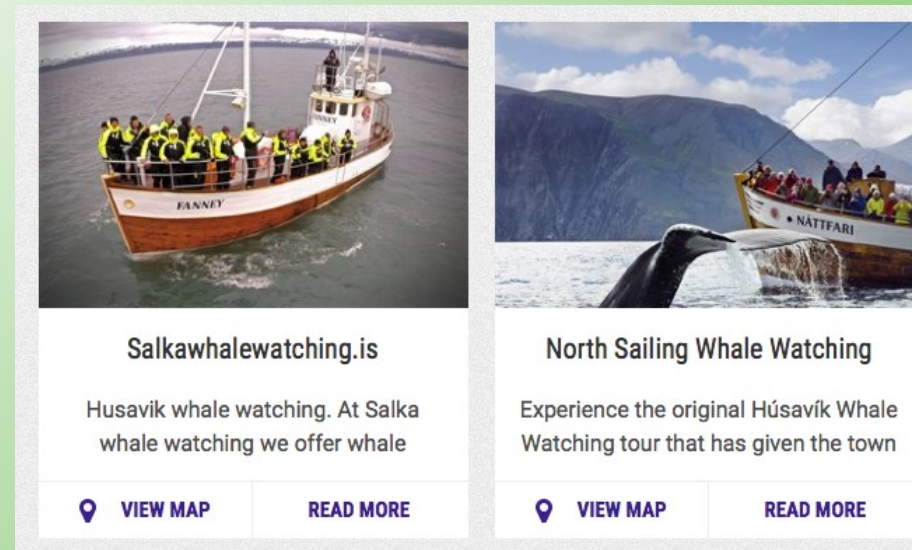 FANNEY
FANNEY
NÁTTFARI
Salkawhalewatching.is
Husavik whale watching. At Salka
whale watching we offer whale
VIEW MAP
READ MORE
North Sailing Whale Watching
Experience the original Húsavík Whale
Watching tour that has given the town
VIEW MAP
READ MORE